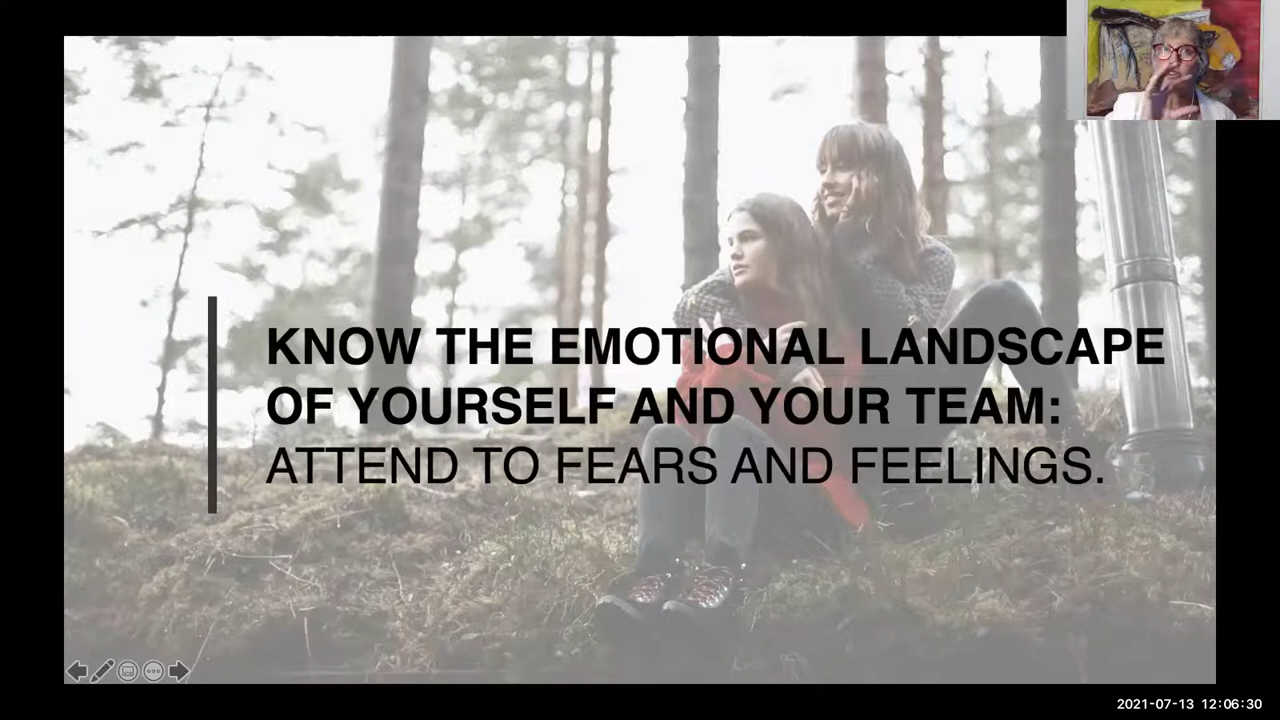 KNOW THE EMOTIONAL LANDSCAPE
OF YOURSELF AND YOUR TEAM:
ATTEND TO FEARS AND FEELINGS.
2021-07-13 12:06:30